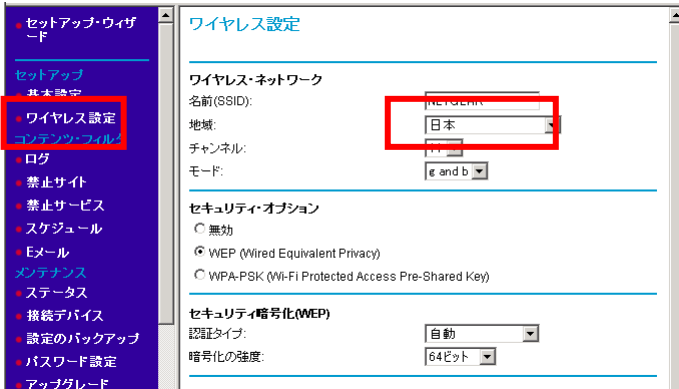 セットアップ・ウィザ
ード
セットアップ
基本設定
ワイヤレス設定
コンテンツ・フィルタ
ログ
禁止サイト
禁止サービス
スケジュール
Eメール
メンテナンス
ステータス
接続デバイス
設定のバックアップ
パスワード設定
アップグレード
ワイヤレス設定
ワイヤレス・ネットワーク
名前(SSID):
NETGEAR
地域:
日本
チャンネル:
11
モード:
g and b
セキュリティ・オプション
無効
WEP (Wired Equivalent Privacy)
WPA-PSK (Wi-Fi Protected Access Pre-Shared Key)
セキュリティ暗号化(WEP)
認証タイプ:
自動
暗号化の強度:
64ビット